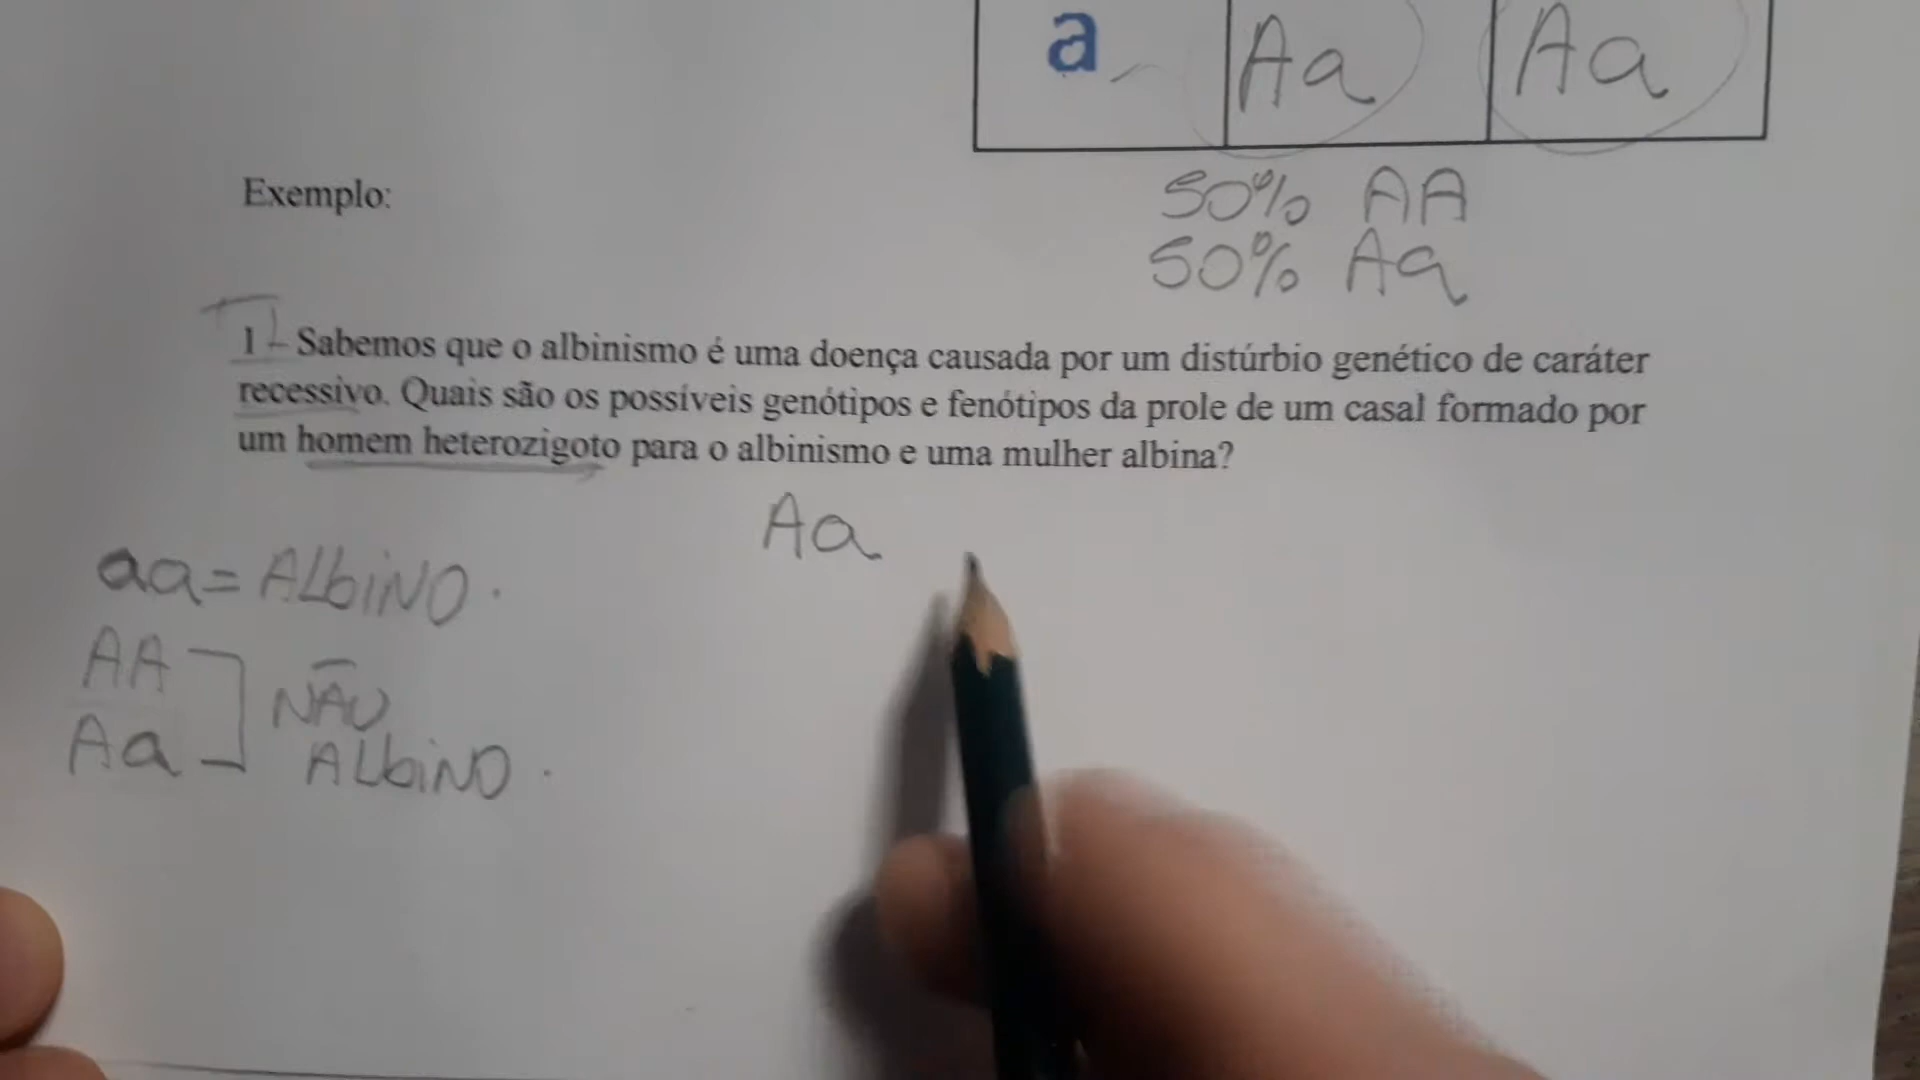 a Aa Aa
50% AA
50% Aa
Exemplo:
1 – Sabemos que o albinismo é uma doença causada por um distúrbio genético de caráter
recessivo. Quais são os possíveis genótipos e fenótipos da prole de um casal formado por
um homem heterozigoto para o albinismo e uma mulher albina?
Aa
aa = ALbiNO.
AA
Aa
NÃO
ALbiNO.